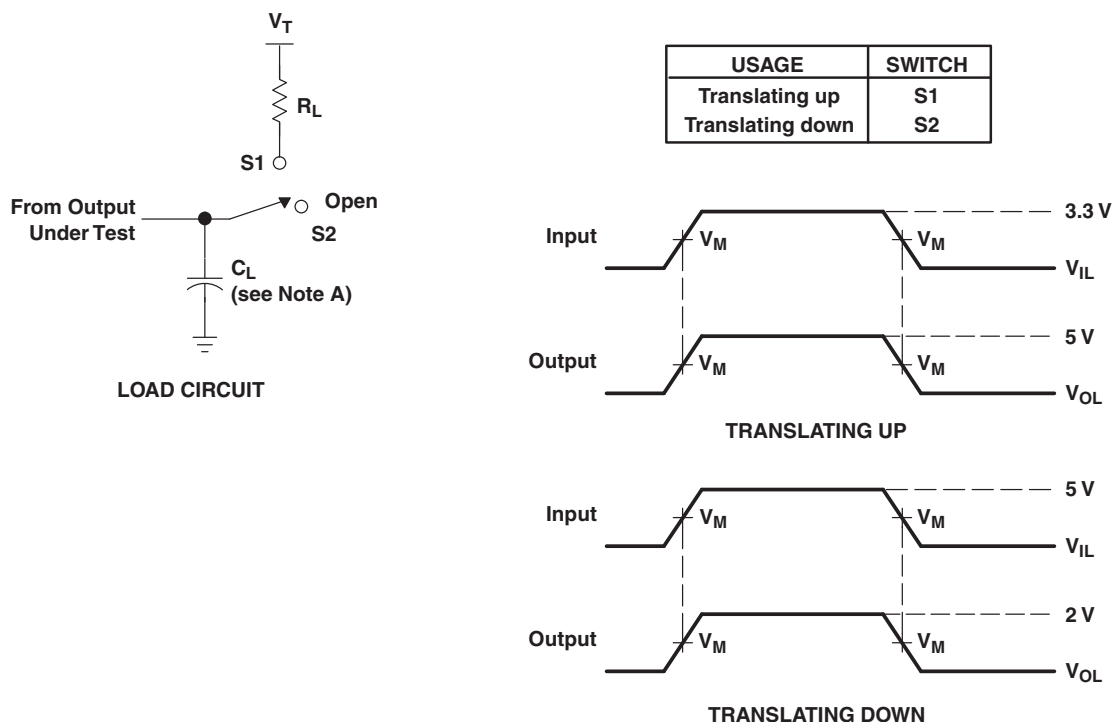 V_T
R_L
S1
Open
From Output
Under Test
S2
C_L
(see Note A)
LOAD CIRCUIT
USAGE SWITCH
Translating up S1
Translating down S2
3.3 V
Input V_M V_M
V_IL
5 V
Output V_M V_M
V_OL
TRANSLATING UP
5 V
Input V_M V_M
V_IL
2 V
Output V_M V_M
V_OL
TRANSLATING DOWN